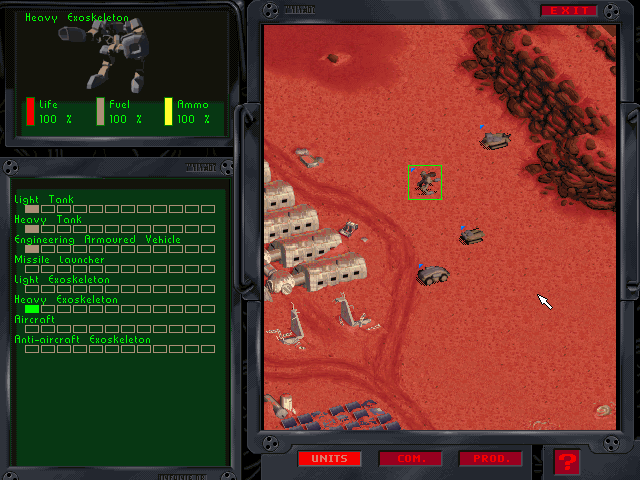 Heavy Exoskeleton
Life
Fuel
Ammo
100 %
100 %
100 %
Light Tank
Heavy Tank
Engineering Armoured Vehicle
Missile Launcher
Light Exoskeleton
Heavy Exoskeleton
Aircraft
Anti-aircraft Exoskeleton
EXIT
UNITS
COM.
PROD.
?